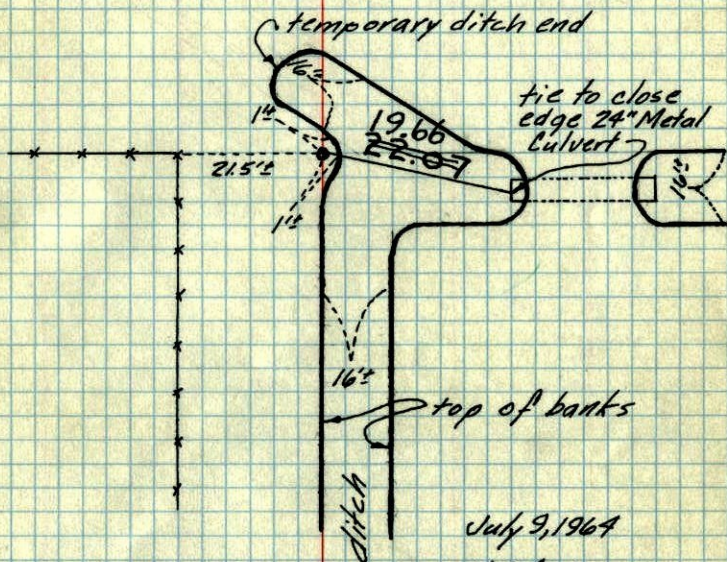 temporary ditch end
16'±
1'±
tie to close
edge 24" Metal
Culvert
19.66
22.07
21.5'±
16'±
1'±
16'±
top of banks
ditch
July 9, 1964